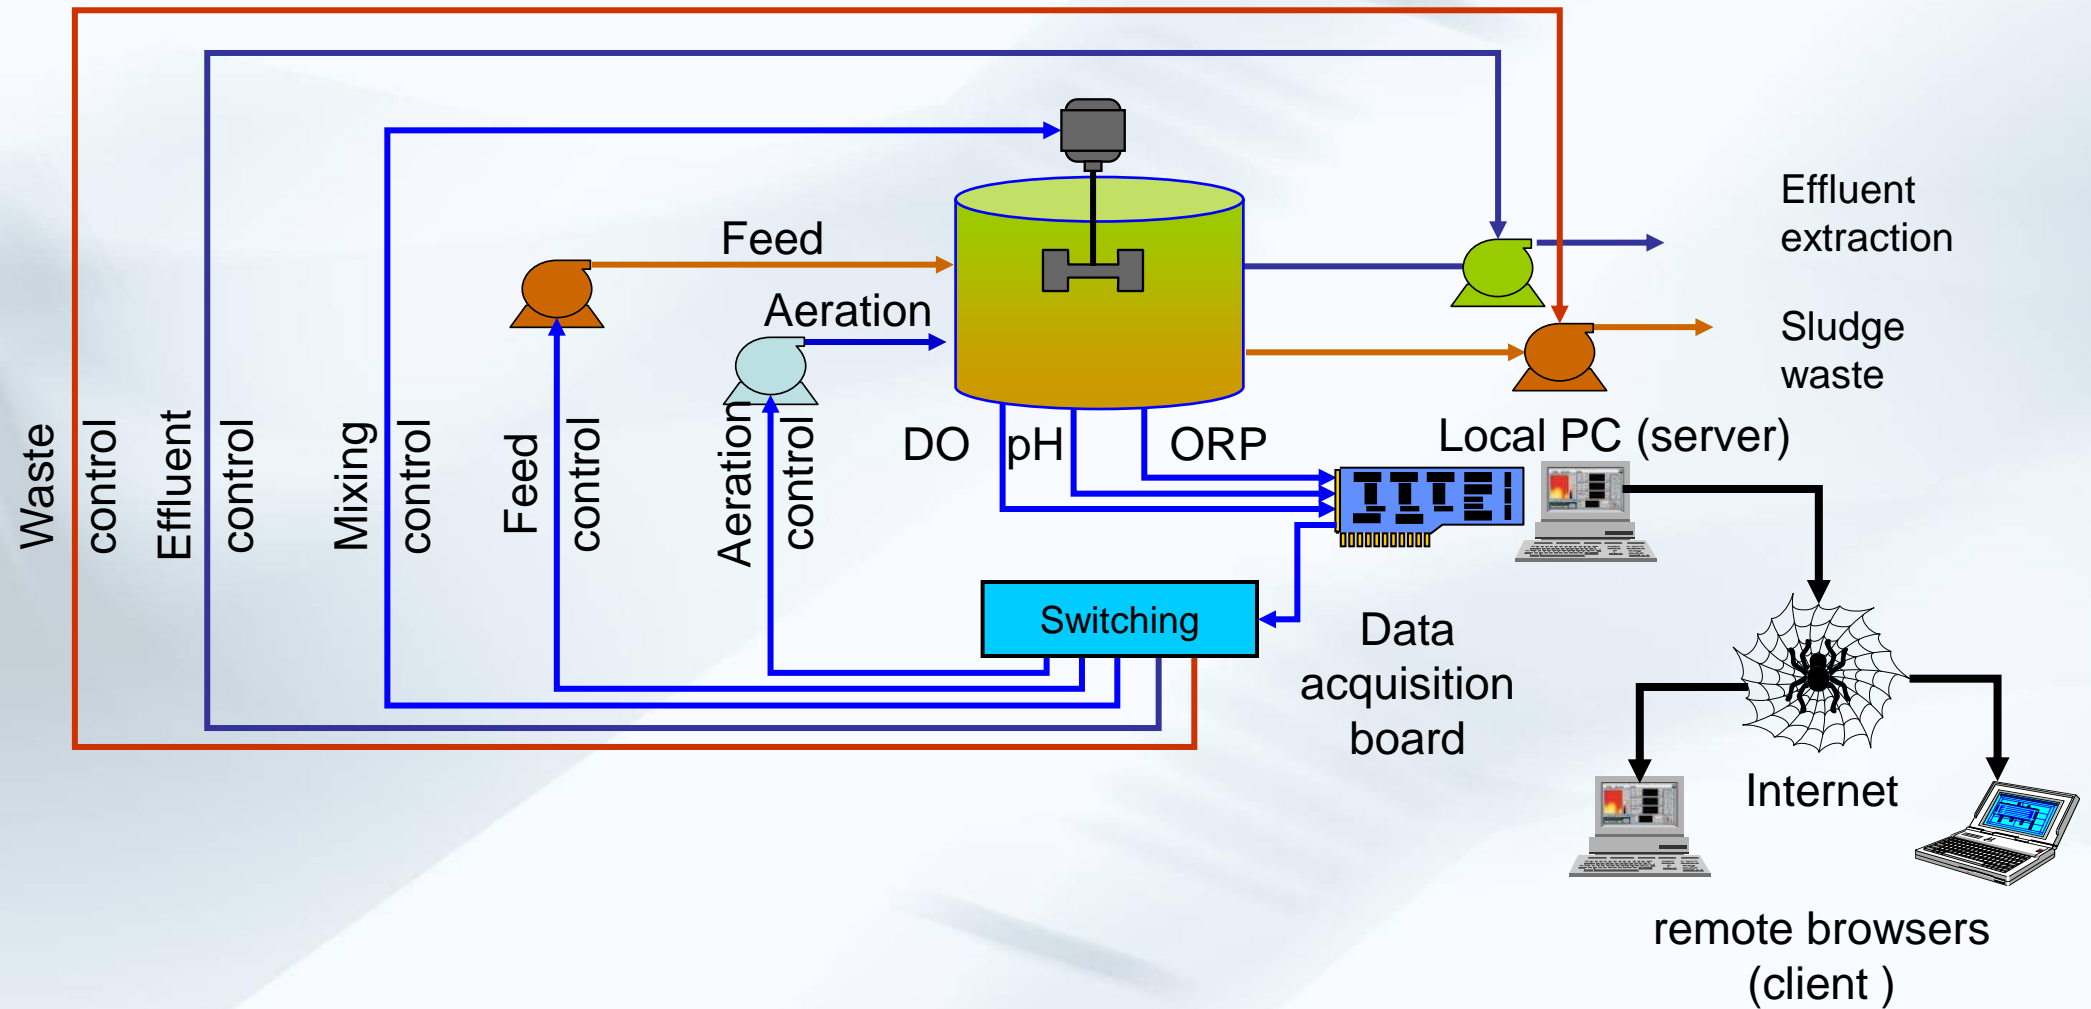 Effluent
extraction
Feed
Aeration
Sludge
waste
Waste
control
Effluent
control
Mixing
control
Feed
control
Aeration
control
DO
pH
ORP
Local PC (server)
Switching
Data
acquisition
board
Internet
remote browsers
(client )